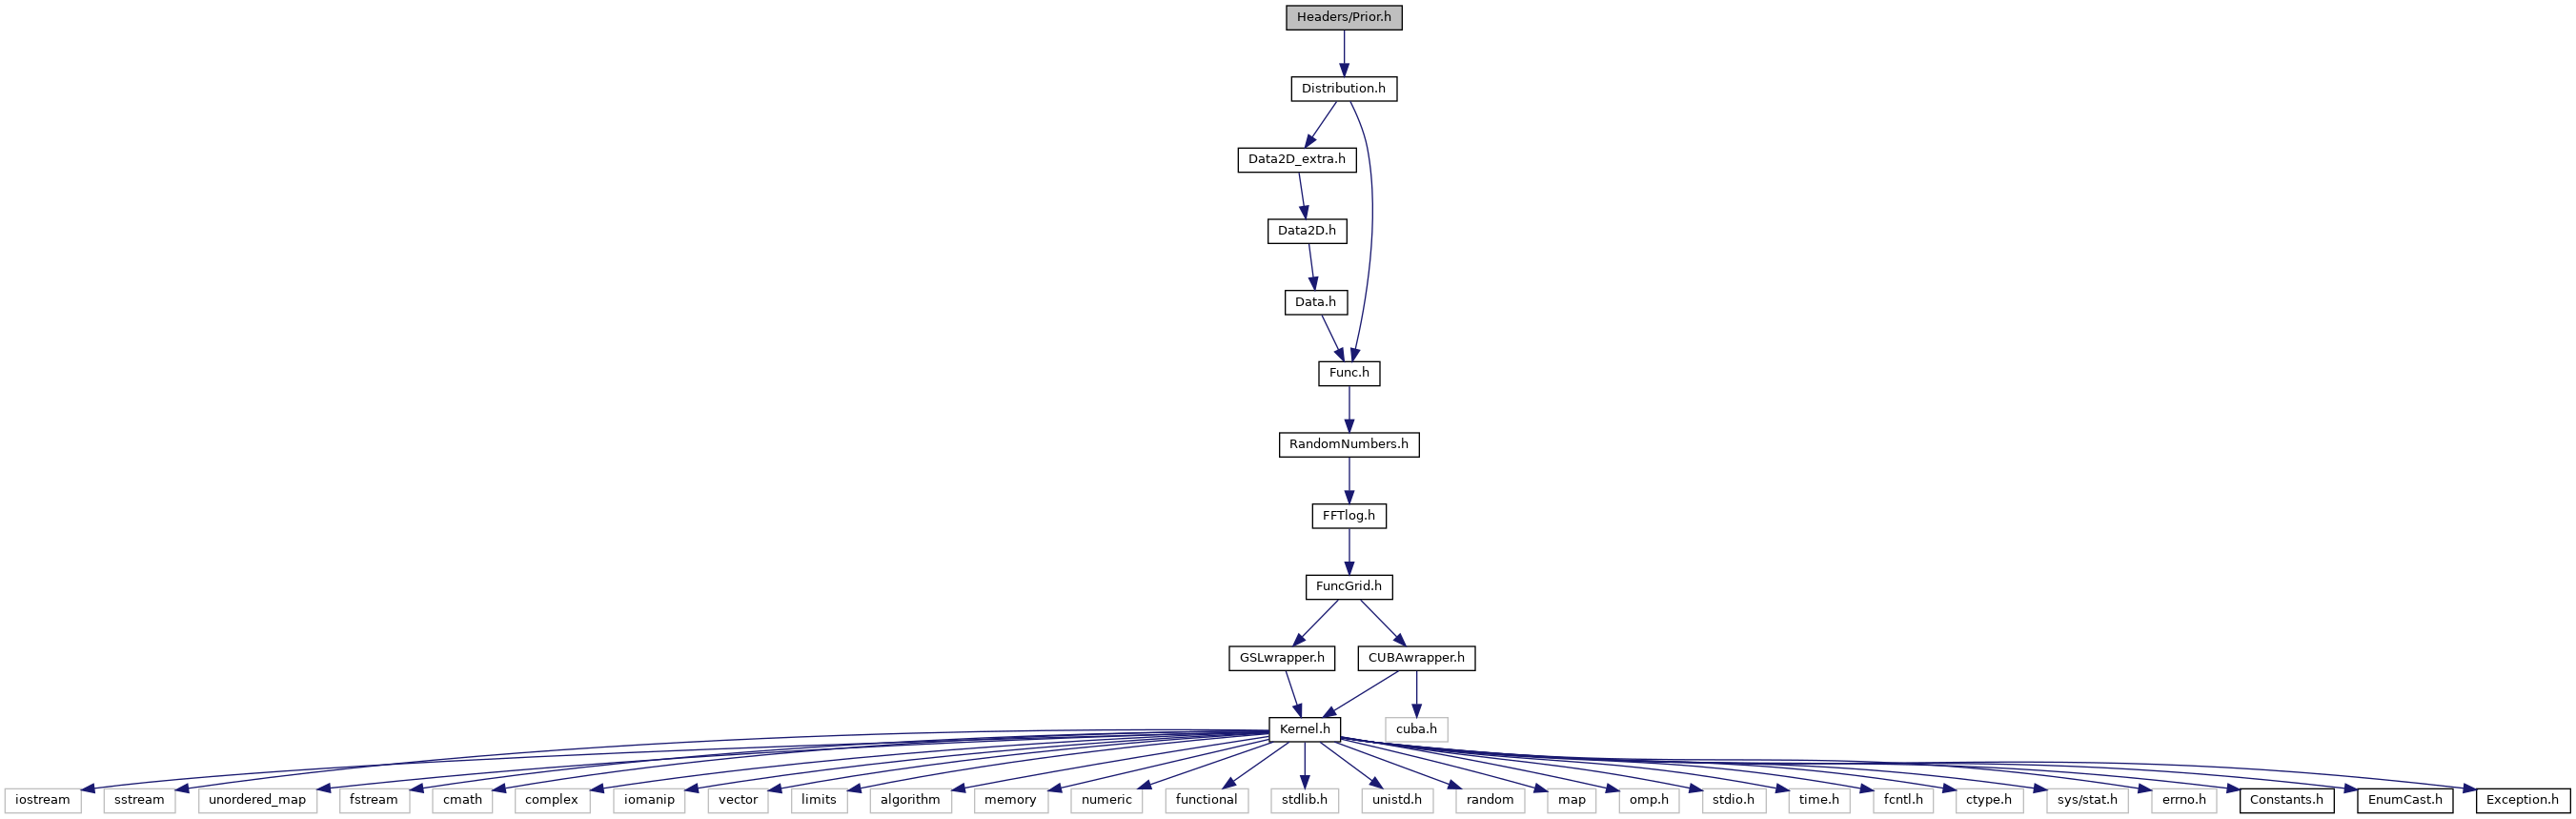 Headers/Prior.h
Distribution.h
Data2D_extra.h
Data2D.h
Data.h
Func.h
RandomNumbers.h
FFTlog.h
FuncGrid.h
GSLwrapper.h
CUBAwrapper.h
Kernel.h
cuba.h
iostream
sstream
unordered_map
fstream
cmath
complex
iomanip
vector
limits
algorithm
memory
numeric
functional
stdlib.h
unistd.h
random
map
omp.h
stdio.h
time.h
fcntl.h
ctype.h
sys/stat.h
errno.h
Constants.h
EnumCast.h
Exception.h